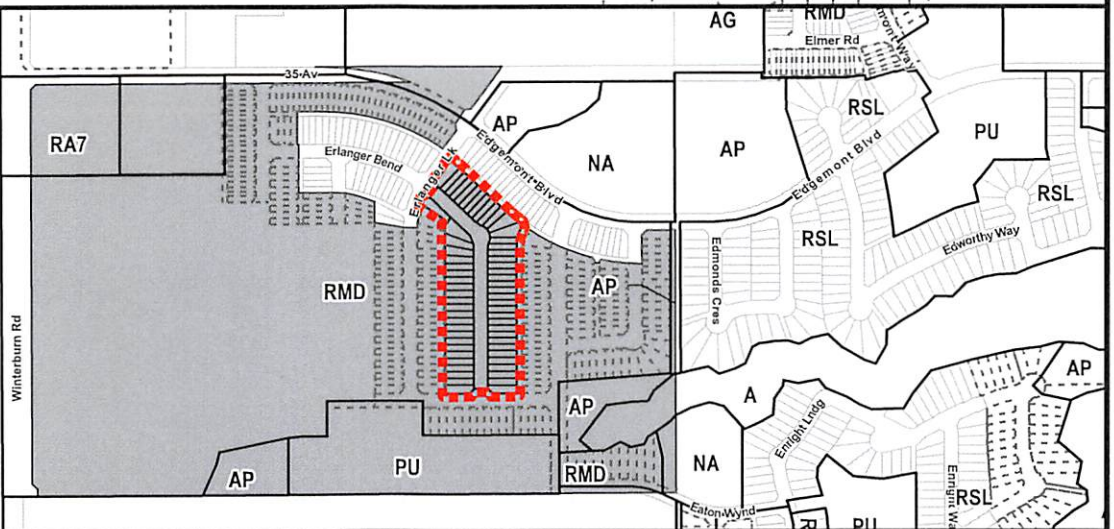 AG
RMD
Elmer Rd
35 Av
RA7
AP
RSL
PU
NA
AP
Edgemont Blvd
Edgemont Blvd
Erlanger Bend
Erlanger Lk
RSL
RSL
Edworthy Way
Edmonds Cres
RMD
AP
Winterburn Rd
AP
A
AP
Enright Lndg
AP
PU
RMD
NA
RSL
Eaton Wynd
PU